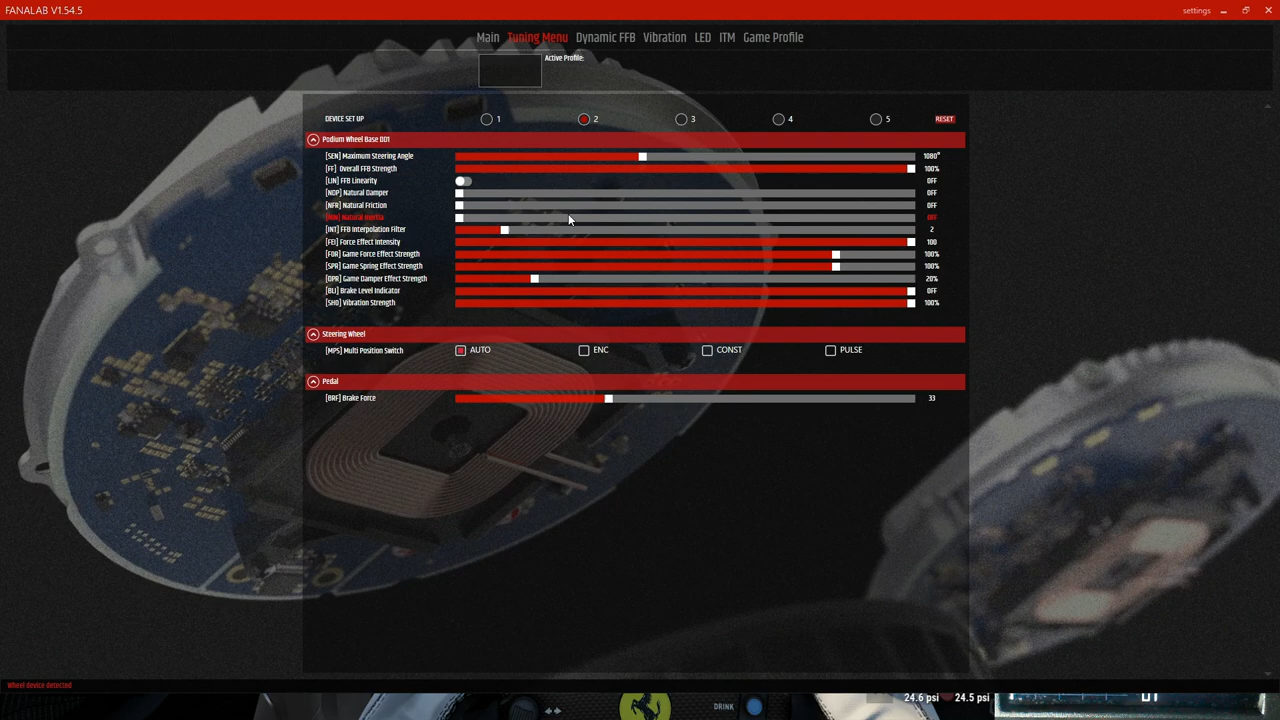 FANALAB V1.54.5
settings
Main Tuning Menu Dynamic FFB Vibration LED ITM Game Profile
Active Profile:
DEVICE SET UP 1 2 3 4 5 RESET
Podium Wheel Base DD1
[SEN] Maximum Steering Angle 1080°
[FF] Overall FFB Strength 100%
[LIN] FFB Linearity OFF
[NDP] Natural Damper OFF
[NFR] Natural Friction OFF
[NIN] Natural Inertia OFF
[INT] FFB Interpolation Filter 2
[FEI] Force Effect Intensity 100
[FOR] Game Force Effect Strength 100%
[SPR] Game Spring Effect Strength 100%
[DPR] Game Damper Effect Strength 20%
[BLI] Brake Level Indicator OFF
[SHO] Vibration Strength 100%
Steering Wheel
[MPS] Multi Position Switch AUTO ENC CONST PULSE
Pedal
[BRF] Brake Force 33
Wheel device detected
DRINK 24.6 psi 24.5 psi